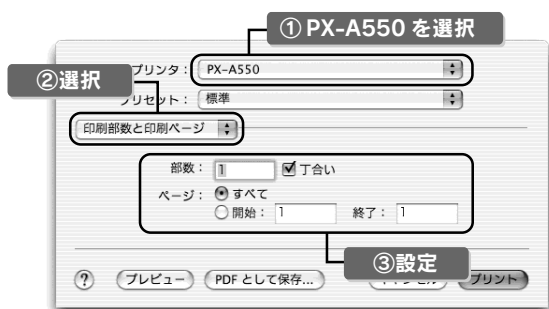 ①PX-A550 を選択
プリンタ： PX-A550
②選択
プリセット： 標準
印刷部数と印刷ページ
部数： 1 丁合い
ページ： すべて
開始： 1 終了： 1
③設定
? プレビュー PDF として保存... プリント